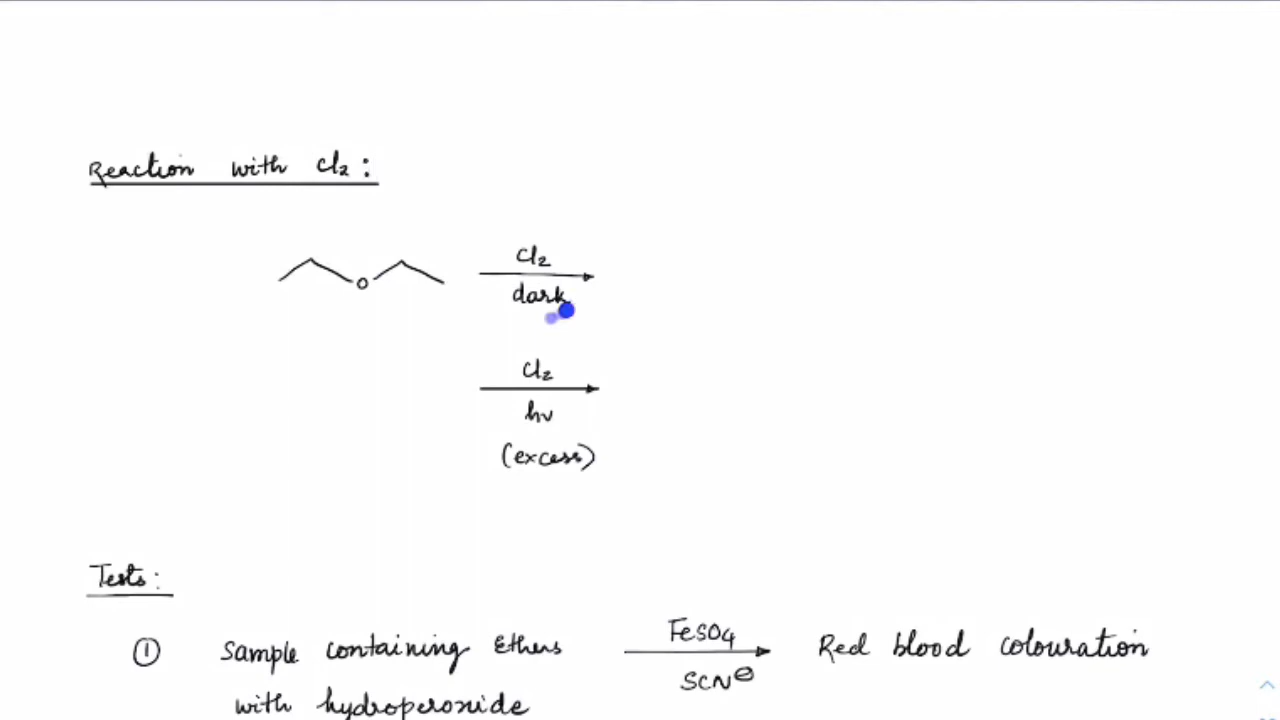 Reaction with Cl2 :
O
Cl2
dark
Cl2
hν
(excess)
Tests :
① Sample containing Ethers
with hydroperoxide
FeSO4
SCN⊖
Red blood colouration